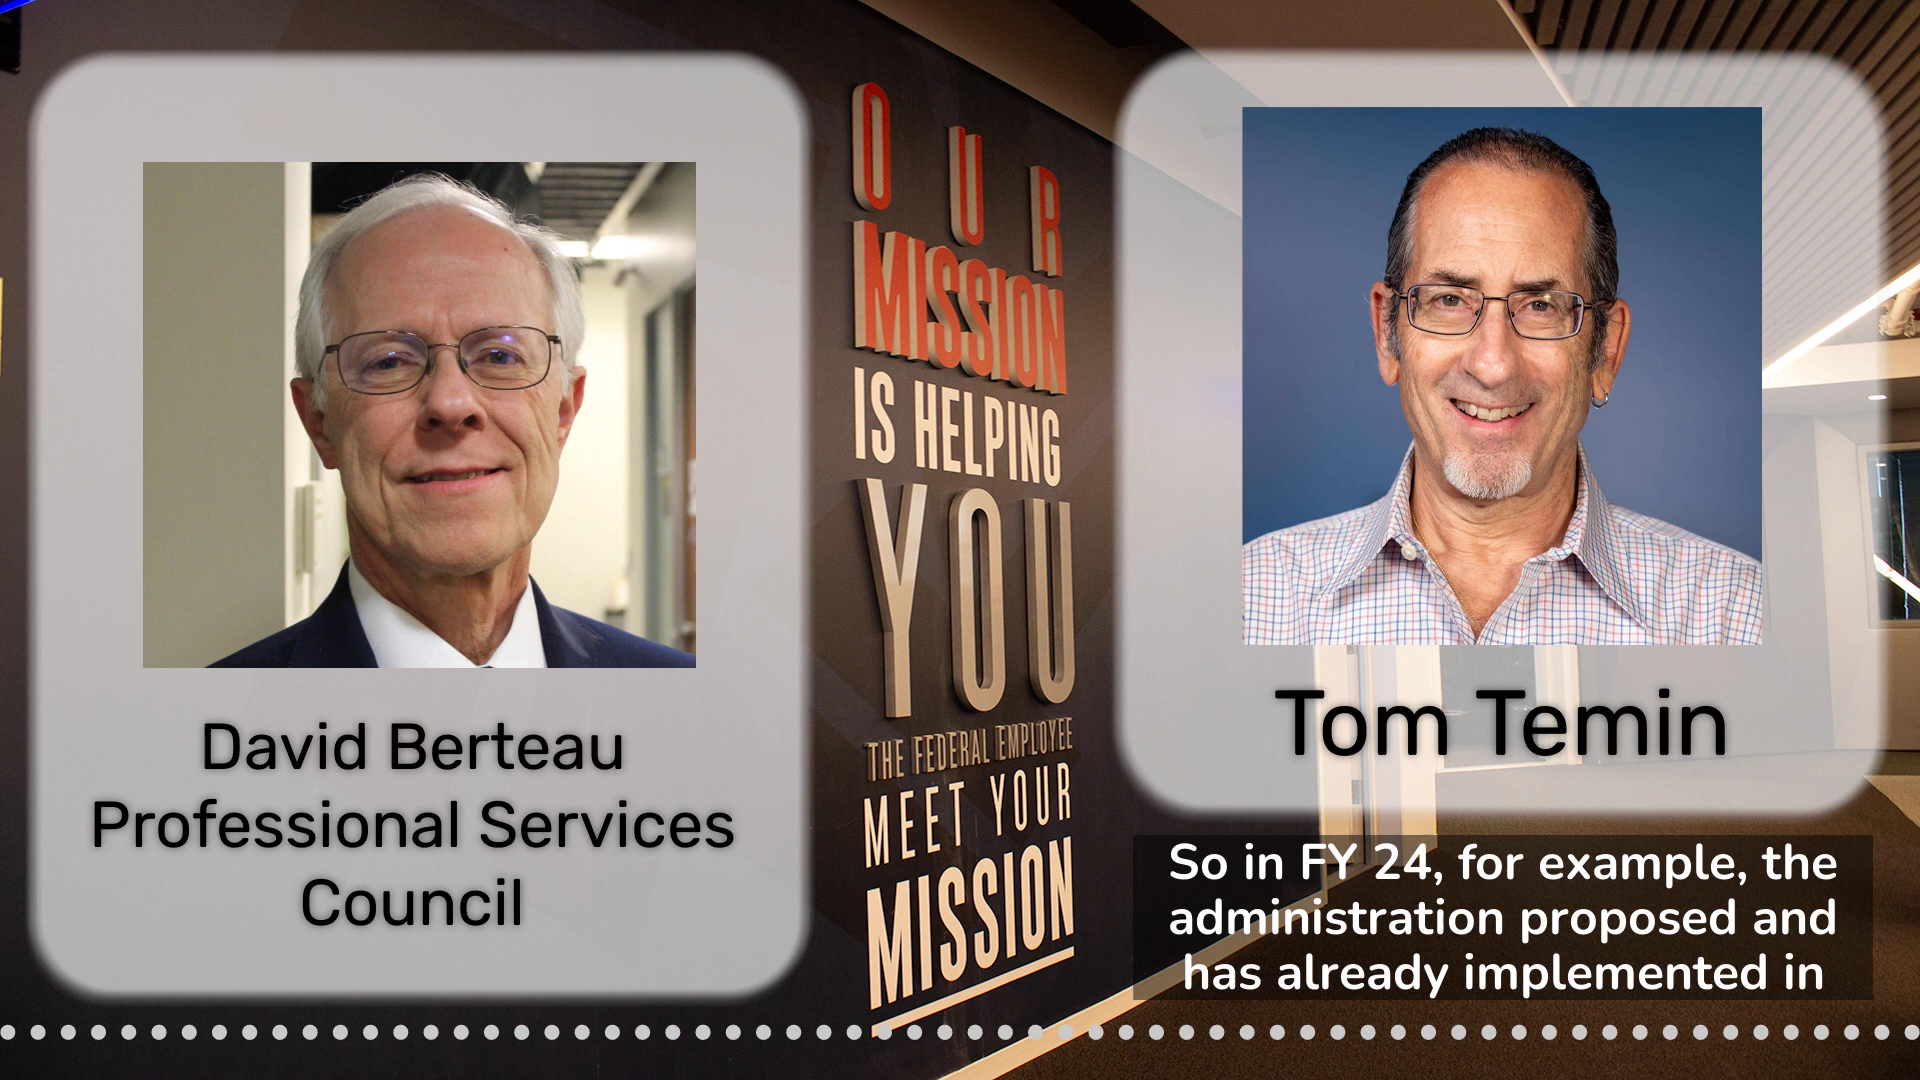 David Berteau
Professional Services
Council
OUR
MISSION
IS HELPING
YOU
THE FEDERAL EMPLOYEE
MEET YOUR
MISSION
Tom Temin
So in FY 24, for example, the
administration proposed and
has already implemented in